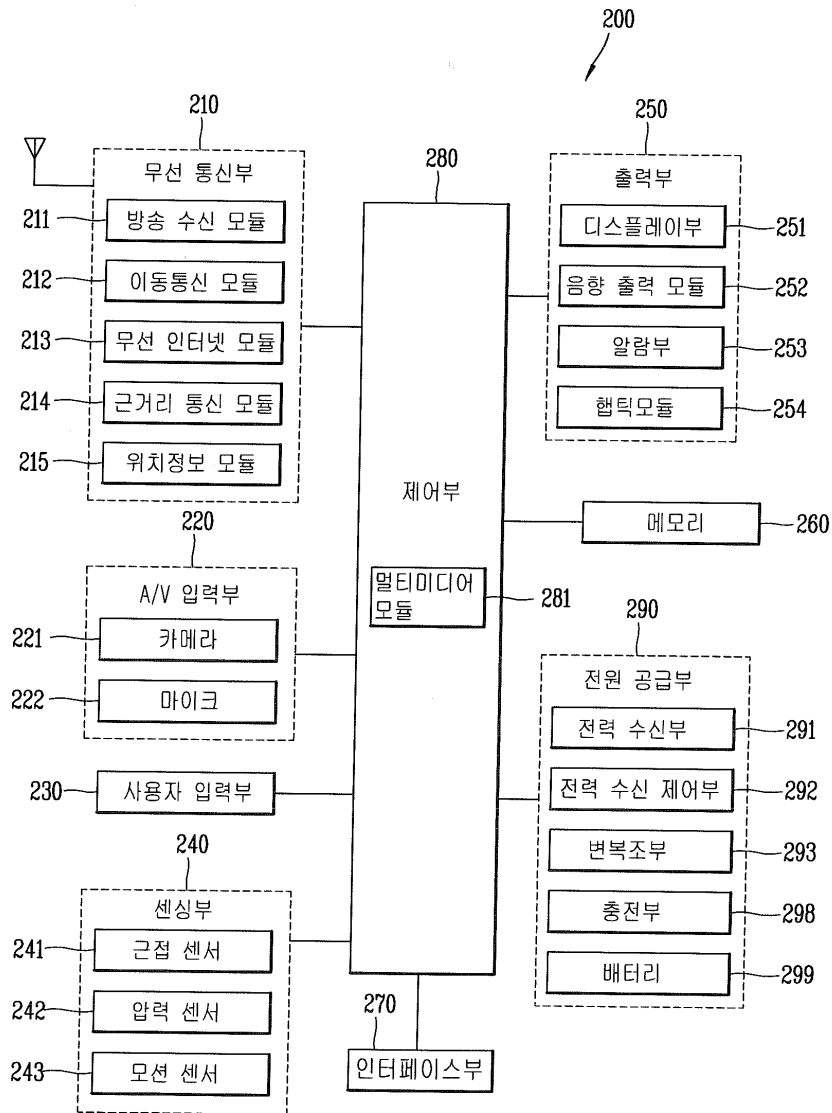 200
210
무선 통신부
211 방송 수신 모듈
212 이동통신 모듈
213 무선 인터넷 모듈
214 근거리 통신 모듈
215 위치정보 모듈
220
A/V 입력부
221 카메라
222 마이크
230 사용자 입력부
240
센싱부
241 근접 센서
242 압력 센서
243 모션 센서
280
제어부
멀티미디어
모듈
281
270
인터페이스부
250
출력부
디스플레이부 251
음향 출력 모듈 252
알람부 253
햅틱모듈 254
메모리 260
290
전원 공급부
전력 수신부 291
전력 수신 제어부 292
변복조부 293
충전부 298
배터리 299